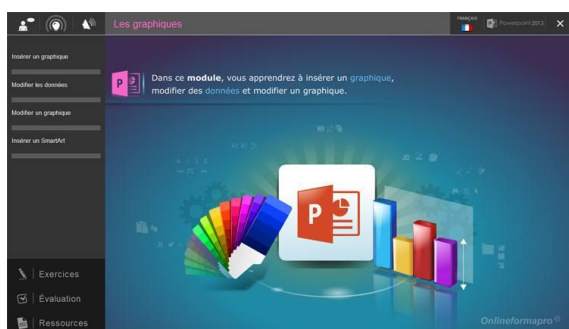 Les graphiques
FRANÇAIS
Powerpoint 2013
Insérer un graphique
Modifier les données
Modifier un graphique
Insérer un SmartArt
Dans ce module, vous apprendrez à insérer un graphique,
modifier des données et modifier un graphique.
P
P
Exercices
Évaluation
Ressources
Onlineformapro